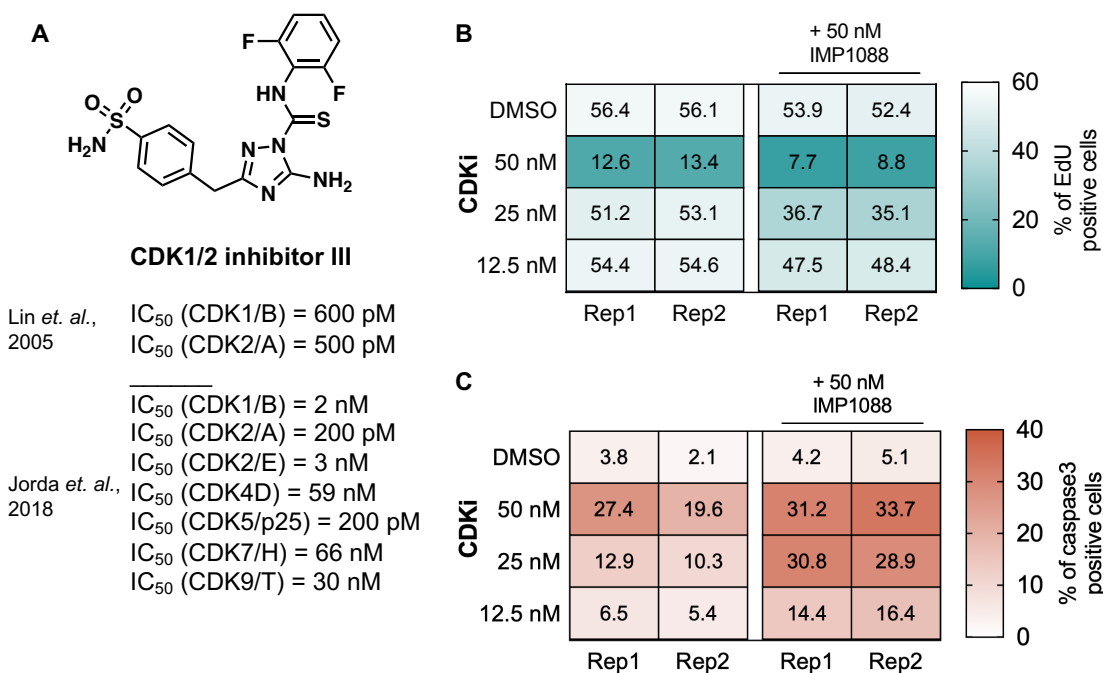 A
F
F
HN
S
O
O
S
H₂N
N
N
N
NH₂
CDK1/2 inhibitor III
Lin et. al.,
2005
IC₅₀ (CDK1/B) = 600 pM
IC₅₀ (CDK2/A) = 500 pM
Jorda et. al.,
2018
IC₅₀ (CDK1/B) = 2 nM
IC₅₀ (CDK2/A) = 200 pM
IC₅₀ (CDK2/E) = 3 nM
IC₅₀ (CDK4D) = 59 nM
IC₅₀ (CDK5/p25) = 200 pM
IC₅₀ (CDK7/H) = 66 nM
IC₅₀ (CDK9/T) = 30 nM
B
+ 50 nM
IMP1088
CDKi
DMSO 56.4 56.1 53.9 52.4
50 nM 12.6 13.4 7.7 8.8
25 nM 51.2 53.1 36.7 35.1
12.5 nM 54.4 54.6 47.5 48.4
Rep1 Rep2 Rep1 Rep2
60
40
20
0
% of EdU
positive cells
C
+ 50 nM
IMP1088
CDKi
DMSO 3.8 2.1 4.2 5.1
50 nM 27.4 19.6 31.2 33.7
25 nM 12.9 10.3 30.8 28.9
12.5 nM 6.5 5.4 14.4 16.4
Rep1 Rep2 Rep1 Rep2
40
30
20
10
0
% of caspase3
positive cells